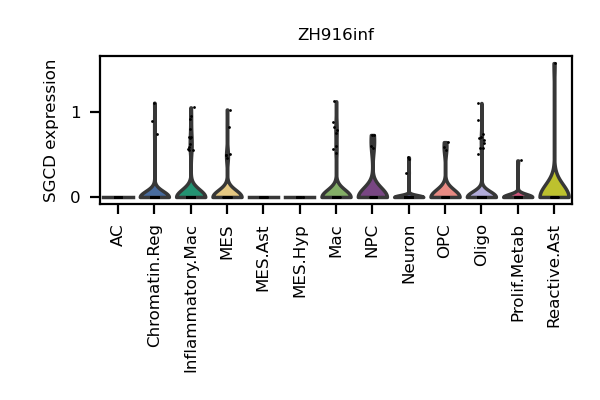 ZH916inf
SGCD expression
1
0
AC
Chromatin.Reg
Inflammatory.Mac
MES
MES.Ast
MES.Hyp
Mac
NPC
Neuron
OPC
Oligo
Prolif.Metab
Reactive.Ast